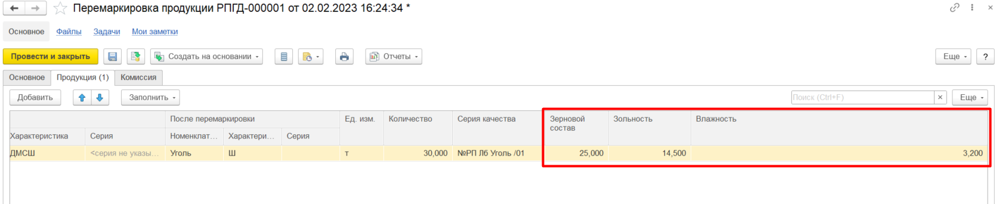 Перемаркировка продукции РПГД-000001 от 02.02.2023 16:24:34 *
Основное Файлы Задачи Мои заметки
Провести и закрыть Создать на основании Отчеты Еще ?
Основное Продукция (1) Комиссия
Добавить Заполнить Поиск (Ctrl+F) × Еще
После перемаркировки Ед. изм. Количество Серия качества Зерновой состав Зольность Влажность
Характеристика Серия Номенклат... Характери... Серия
ДМСШ <серия не указы... Уголь Ш т 30,000 №РП Лб Уголь /01 25,000 14,500 3,200